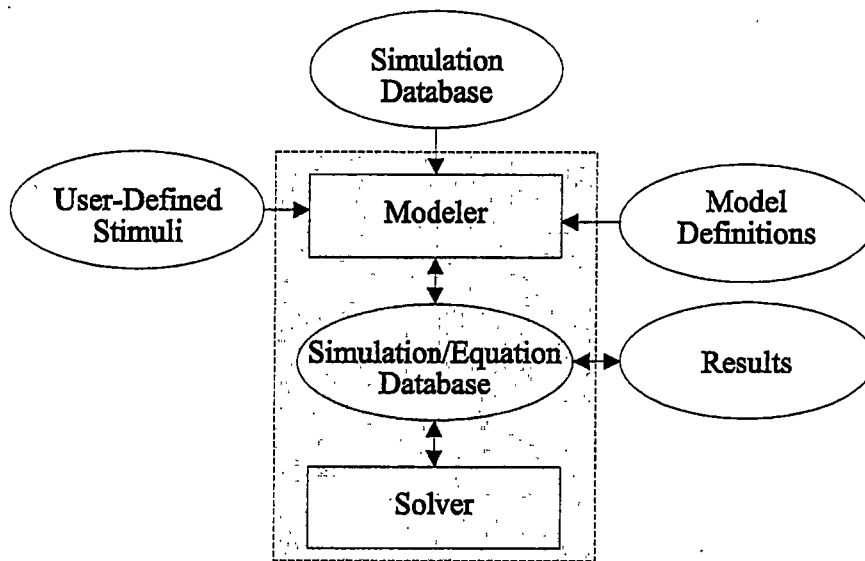 Simulation
Database
User-Defined
Stimuli
Modeler
Model
Definitions
Simulation/Equation
Database
Results
Solver